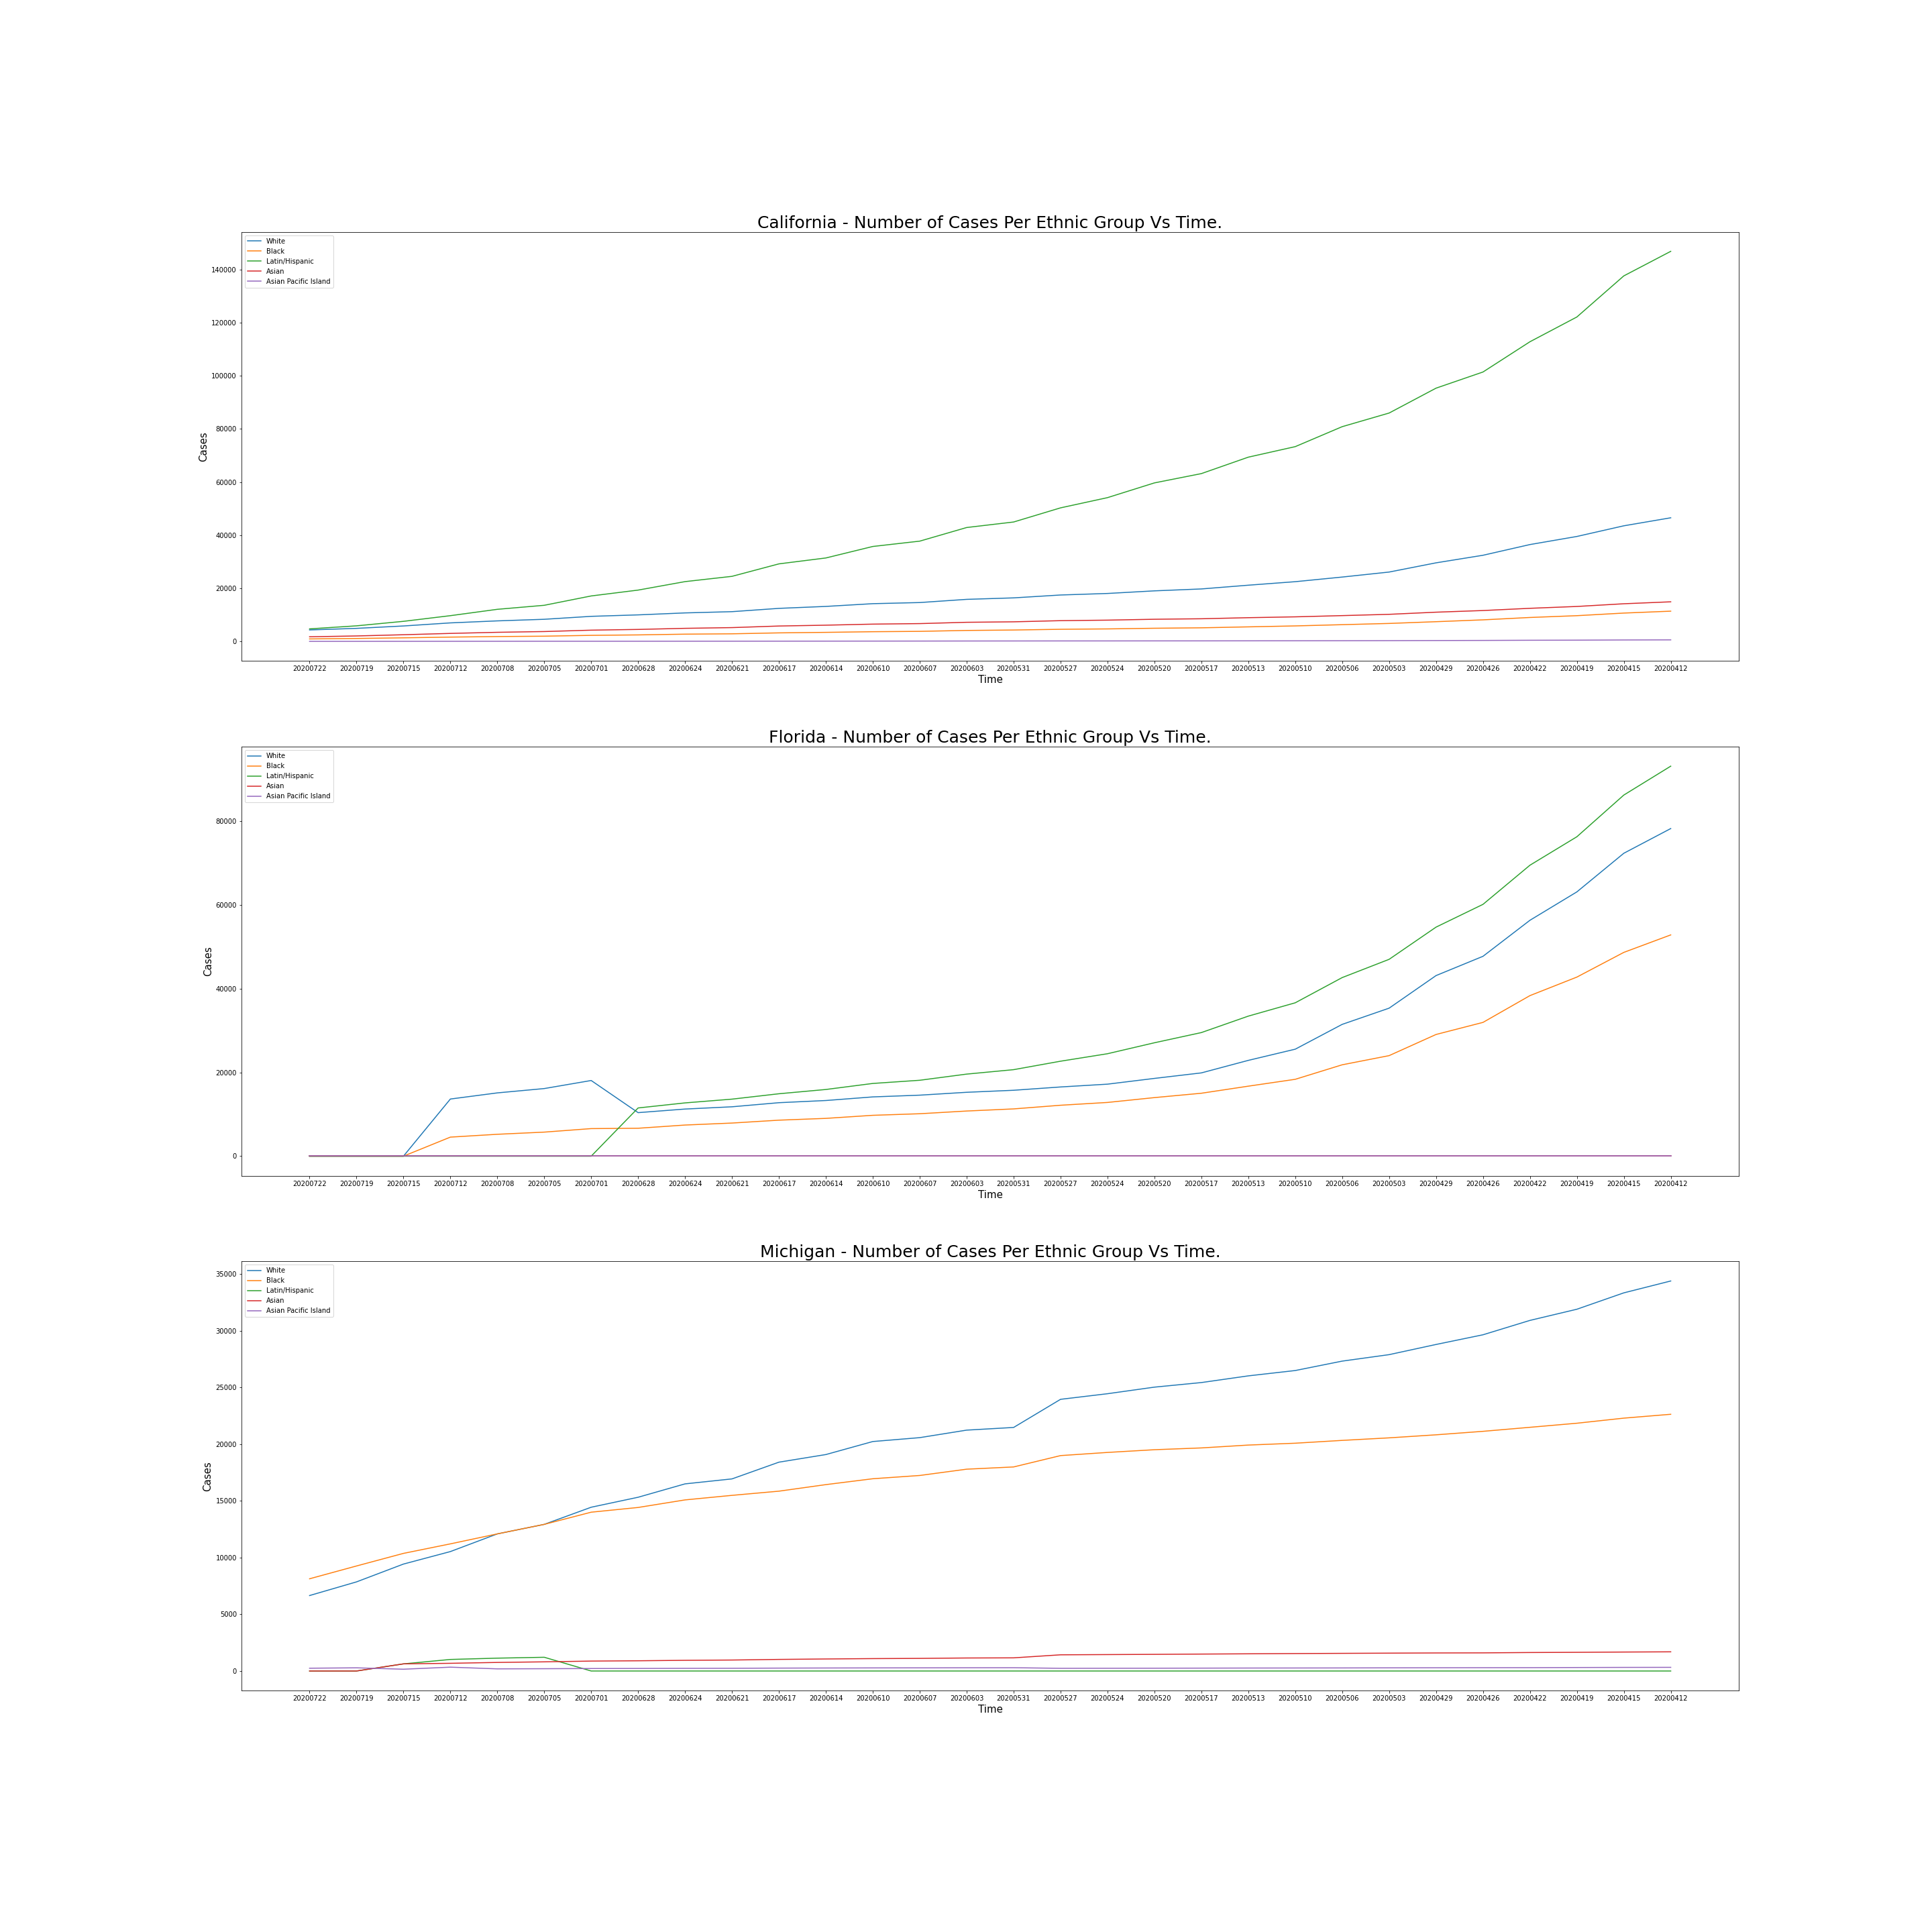 California - Number of Cases Per Ethnic Group Vs Time.
White
Black
Latin/Hispanic
Asian
Asian Pacific Island
140000
120000
100000
80000
60000
40000
20000
0
Cases
20200722 20200719 20200715 20200712 20200708 20200705 20200701 20200628 20200624 20200621 20200617 20200614 20200610 20200607 20200603 20200531 20200527 20200524 20200520 20200517 20200513 20200510 20200506 20200503 20200429 20200426 20200422 20200419 20200415 20200412
Time
Florida - Number of Cases Per Ethnic Group Vs Time.
White
Black
Latin/Hispanic
Asian
Asian Pacific Island
80000
60000
40000
20000
0
Cases
20200722 20200719 20200715 20200712 20200708 20200705 20200701 20200628 20200624 20200621 20200617 20200614 20200610 20200607 20200603 20200531 20200527 20200524 20200520 20200517 20200513 20200510 20200506 20200503 20200429 20200426 20200422 20200419 20200415 20200412
Time
Michigan - Number of Cases Per Ethnic Group Vs Time.
White
Black
Latin/Hispanic
Asian
Asian Pacific Island
35000
30000
25000
20000
15000
10000
5000
0
Cases
20200722 20200719 20200715 20200712 20200708 20200705 20200701 20200628 20200624 20200621 20200617 20200614 20200610 20200607 20200603 20200531 20200527 20200524 20200520 20200517 20200513 20200510 20200506 20200503 20200429 20200426 20200422 20200419 20200415 20200412
Time